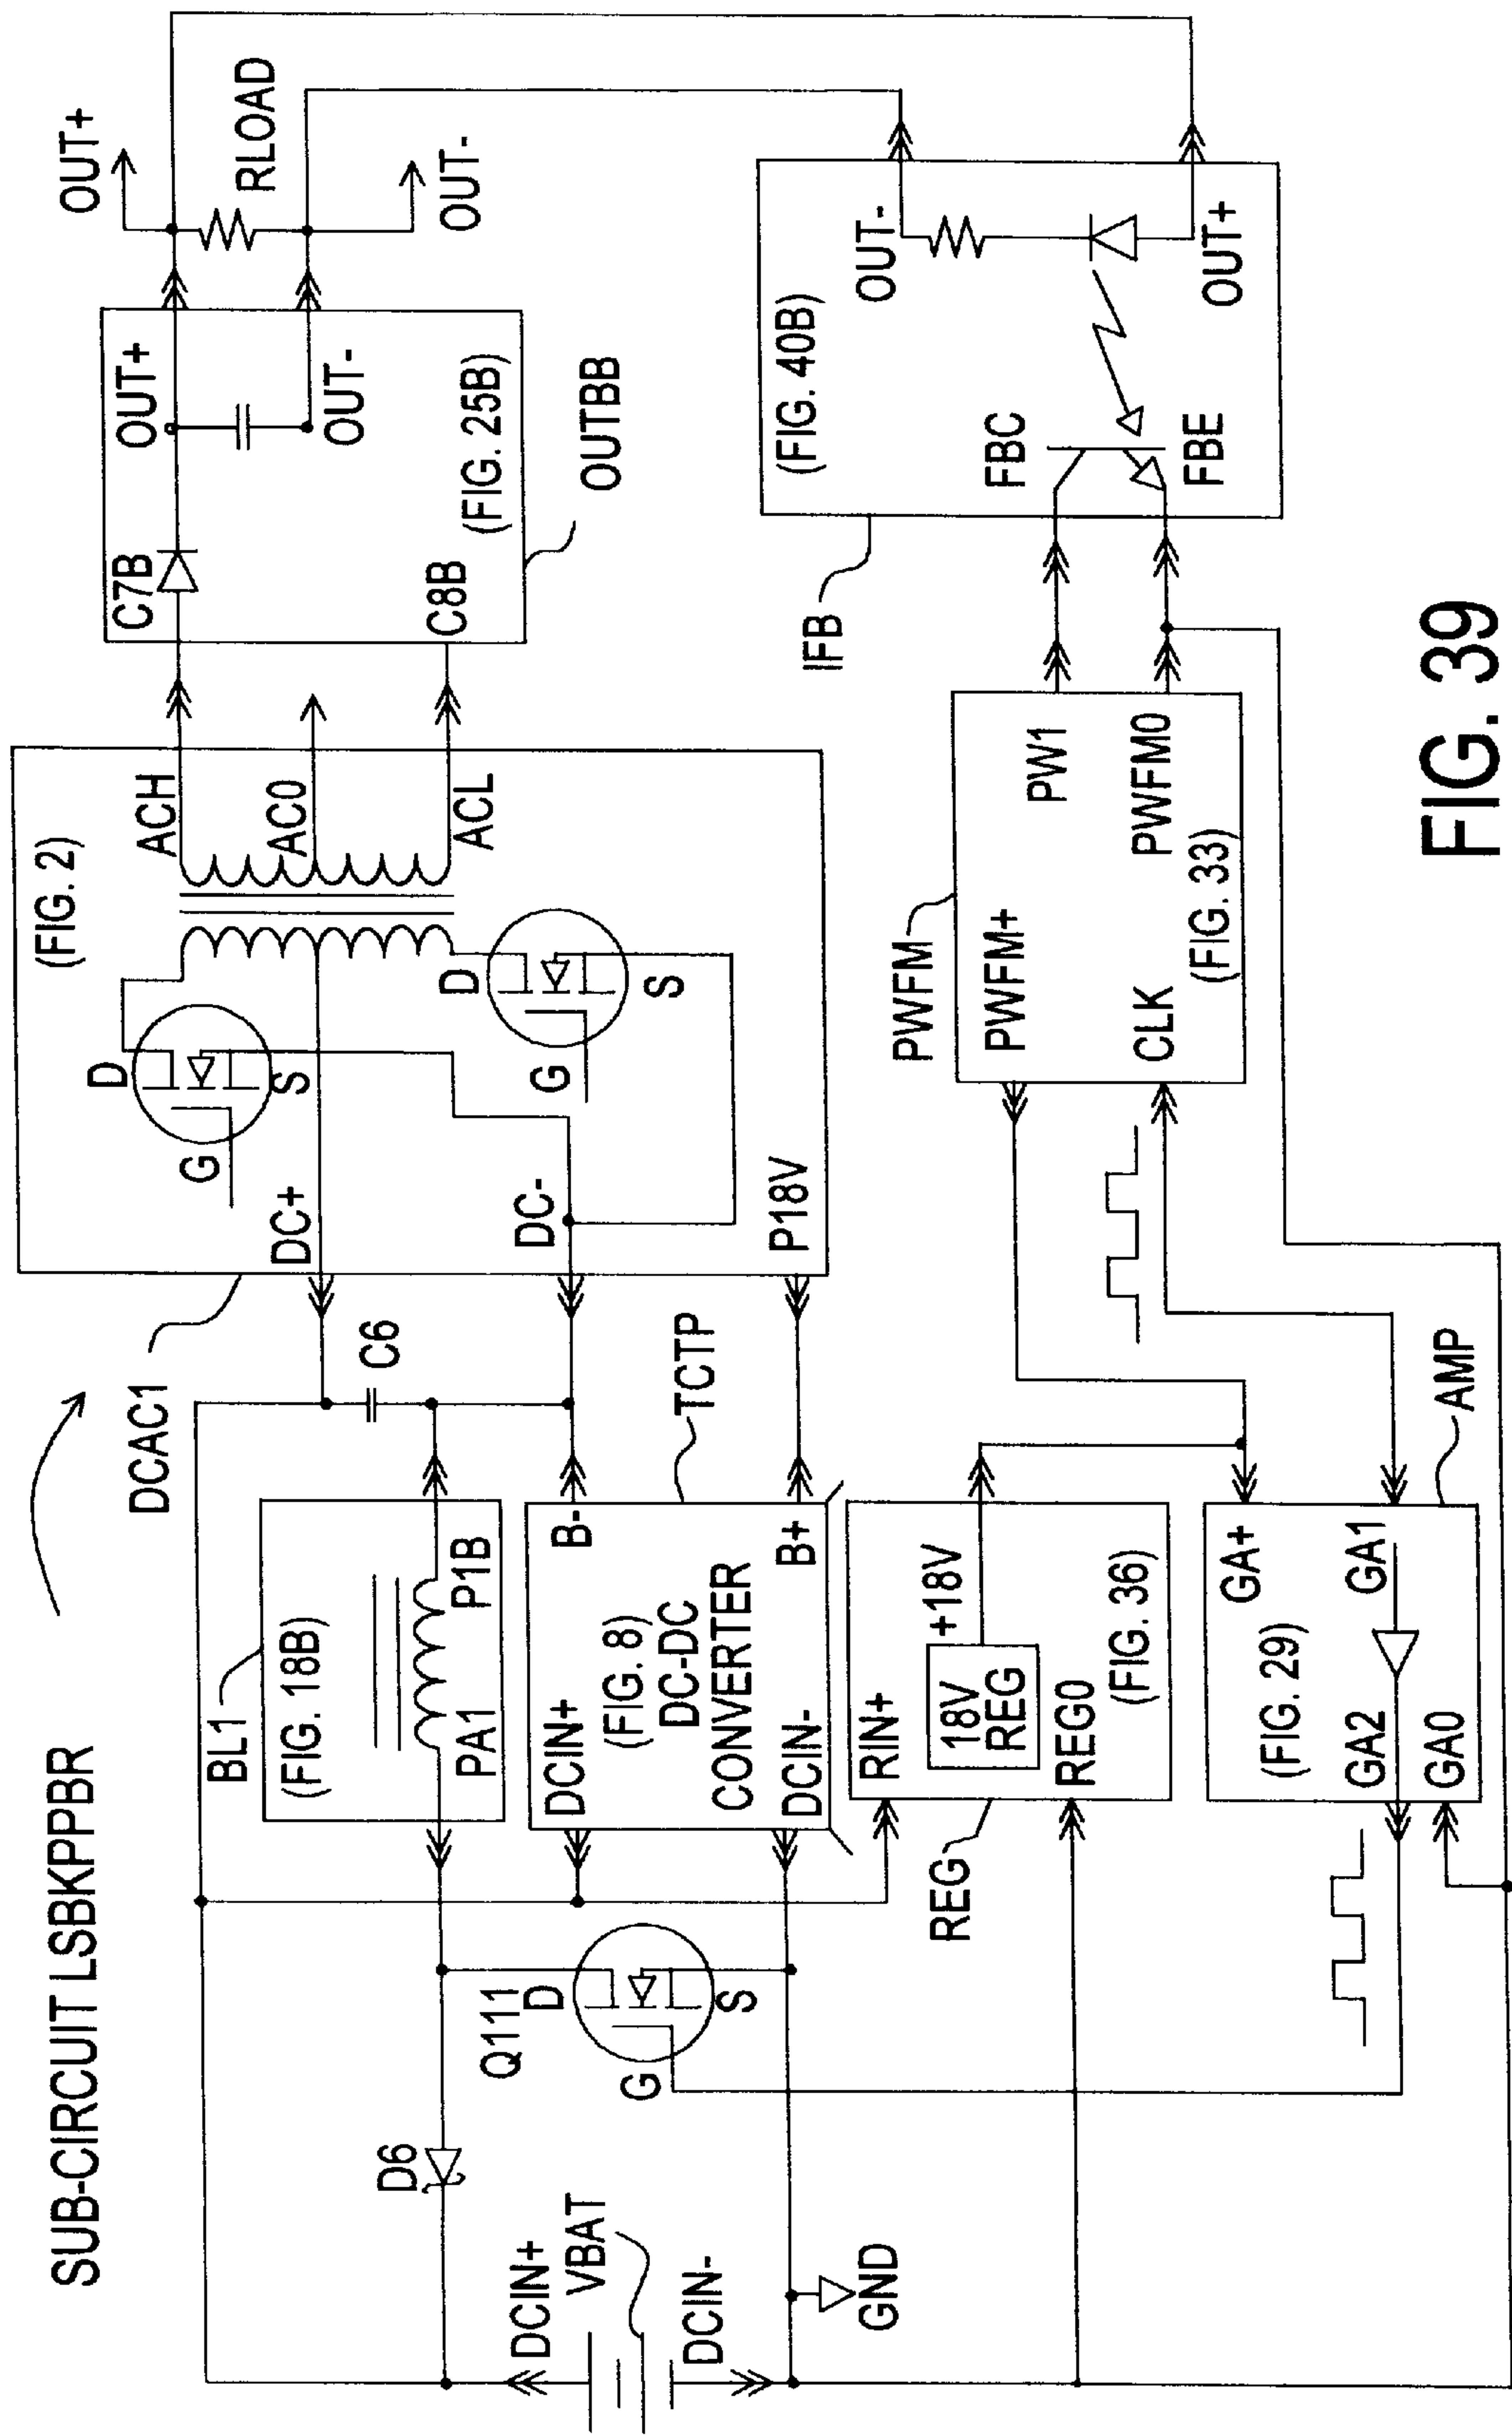 SUB-CIRCUIT LSBKPPBR
DCAC1
(FIG. 2)
D
G
S
DC+
DC-
P18V
D
G
S
ACH
AC0
ACL
C7B
C8B
OUT+
OUT-
(FIG. 25B)
OUTBB
OUT+
RLOAD
OUT-
BL1
(FIG. 18B)
PA1
P1B
C6
D6
Q111
D
G
S
DCIN+
VBAT
DCIN-
GND
DCIN+
(FIG. 8)
DC-DC
CONVERTER
DCIN-
B-
B+
TCTP
RIN+
18V
REG
+18V
REG0
(FIG. 36)
REG
GA+
(FIG. 29)
GA2
GA1
GA0
AMP
PWFM
PWFM+
CLK
PW1
PWFM0
(FIG. 33)
IFB
(FIG. 40B)
FBC
FBE
OUT-
OUT+
FIG. 39